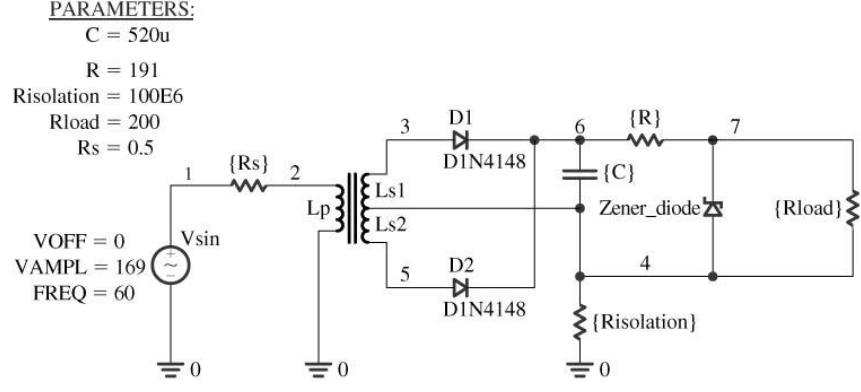 PARAMETERS:
C = 520u
R = 191
Risolation = 100E6
Rload = 200
Rs = 0.5
1
{Rs}
2
3
D1
D1N4148
6
{R}
7
Lp
Ls1
Ls2
{C}
Zener_diode
{Rload}
VOFF = 0
VAMPL = 169
FREQ = 60
Vsin
5
D2
D1N4148
4
{Risolation}
0
0
0